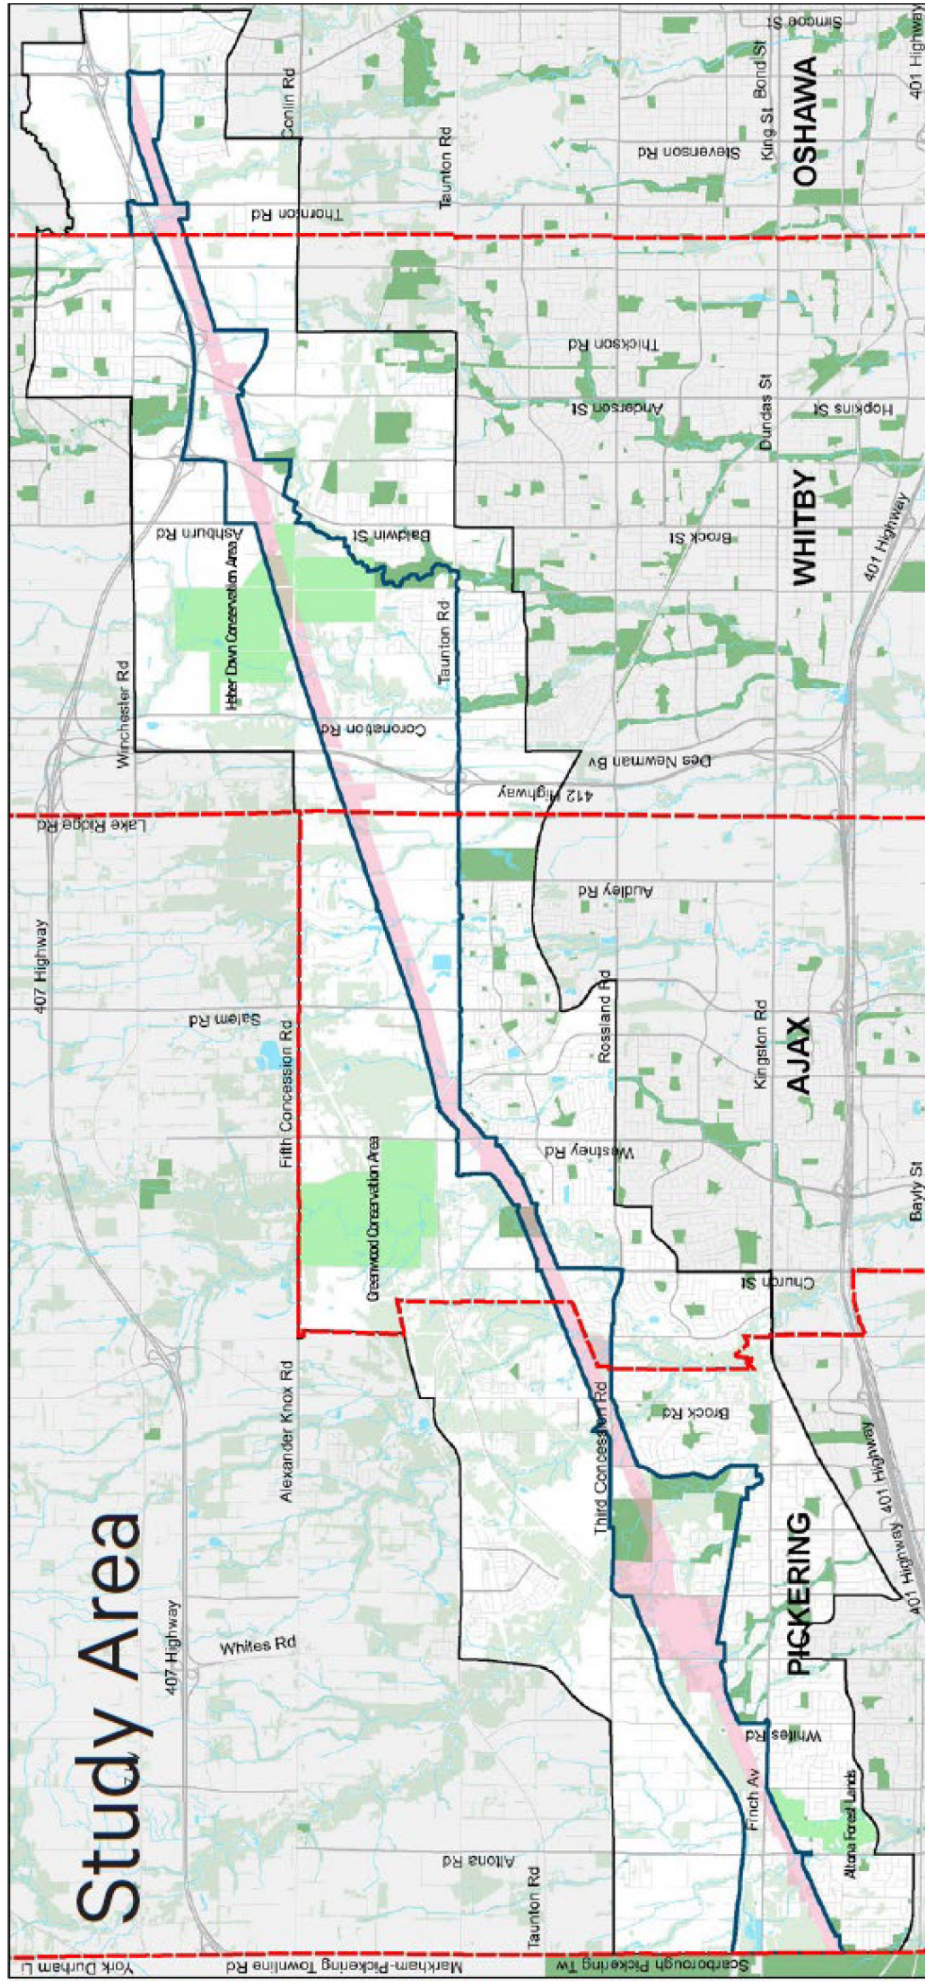 Study Area
407 Highway
Winchester Rd
Conlin Rd
Simcoe St
Thornton Rd
Taunton Rd
Stevenson Rd
King St
Bond St
OSHAWA
401 Highway
Ashburn Rd
Heber Down Conservation Area
Baldwin St
Thickson Rd
Anderson St
Dundas St
Hopkins St
Coronation Rd
Taunton Rd
Brock St
WHITBY
401 Highway
Lake Ridge Rd
412 Highway
Des Newman Bv
Salem Rd
Fifth Concession Rd
Audley Rd
Rossland Rd
Kingston Rd
AJAX
Greenwood Conservation Area
Westney Rd
Bayly St
Church St
Alexander Knox Rd
Third Concession Rd
Brock Rd
401 Highway
401 Highway
407 Highway
Whites Rd
PICKERING
Whites Rd
Finch Av
Altona Rd
Altona Forest Lands
Taunton Rd
York Durham Li
Markham-Pickering Townline Rd
Scarborough Pickering Tw